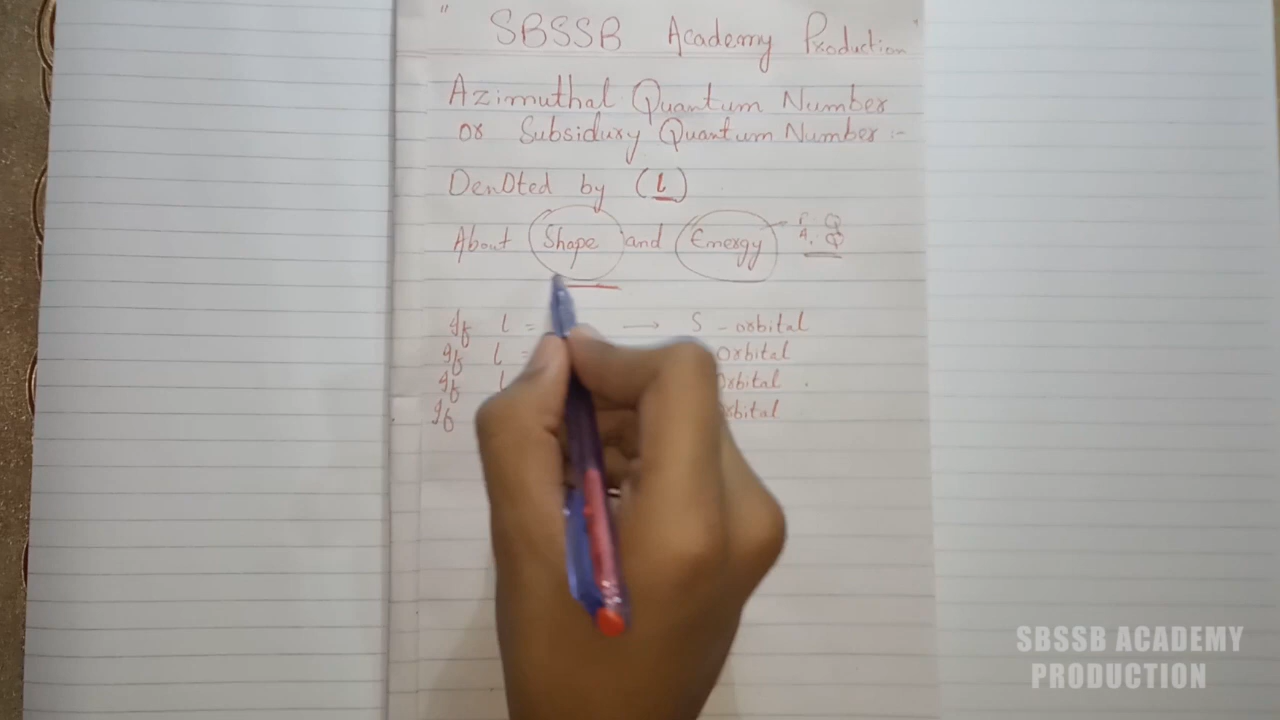 " SBSSB Academy Production "
Azimuthal Quantum Number
or Subsidury Quantum Number :-
Denoted by (l)
About Shape and Energy P. Q
A. Q
If l = → S - orbital
If l = orbital
If l orbital
If orbital
SBSSB ACADEMY
PRODUCTION